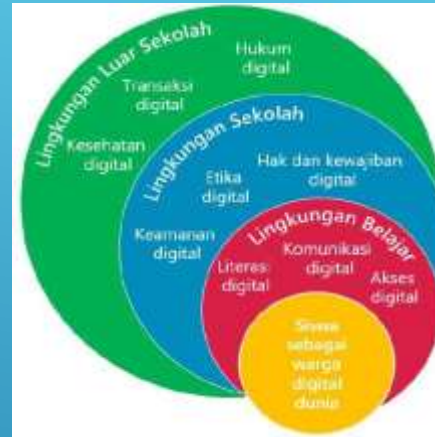 Lingkungan Luar Sekolah
Hukum
digital
Transaksi
digital
Kesehatan
digital
Lingkungan Sekolah
Hak dan kewajiban
digital
Etika
digital
Keamanan
digital
Lingkungan Belajar
Komunikasi
digital
Literasi
digital
Akses
digital
Siswa
sebagai
warga
digital
dunia